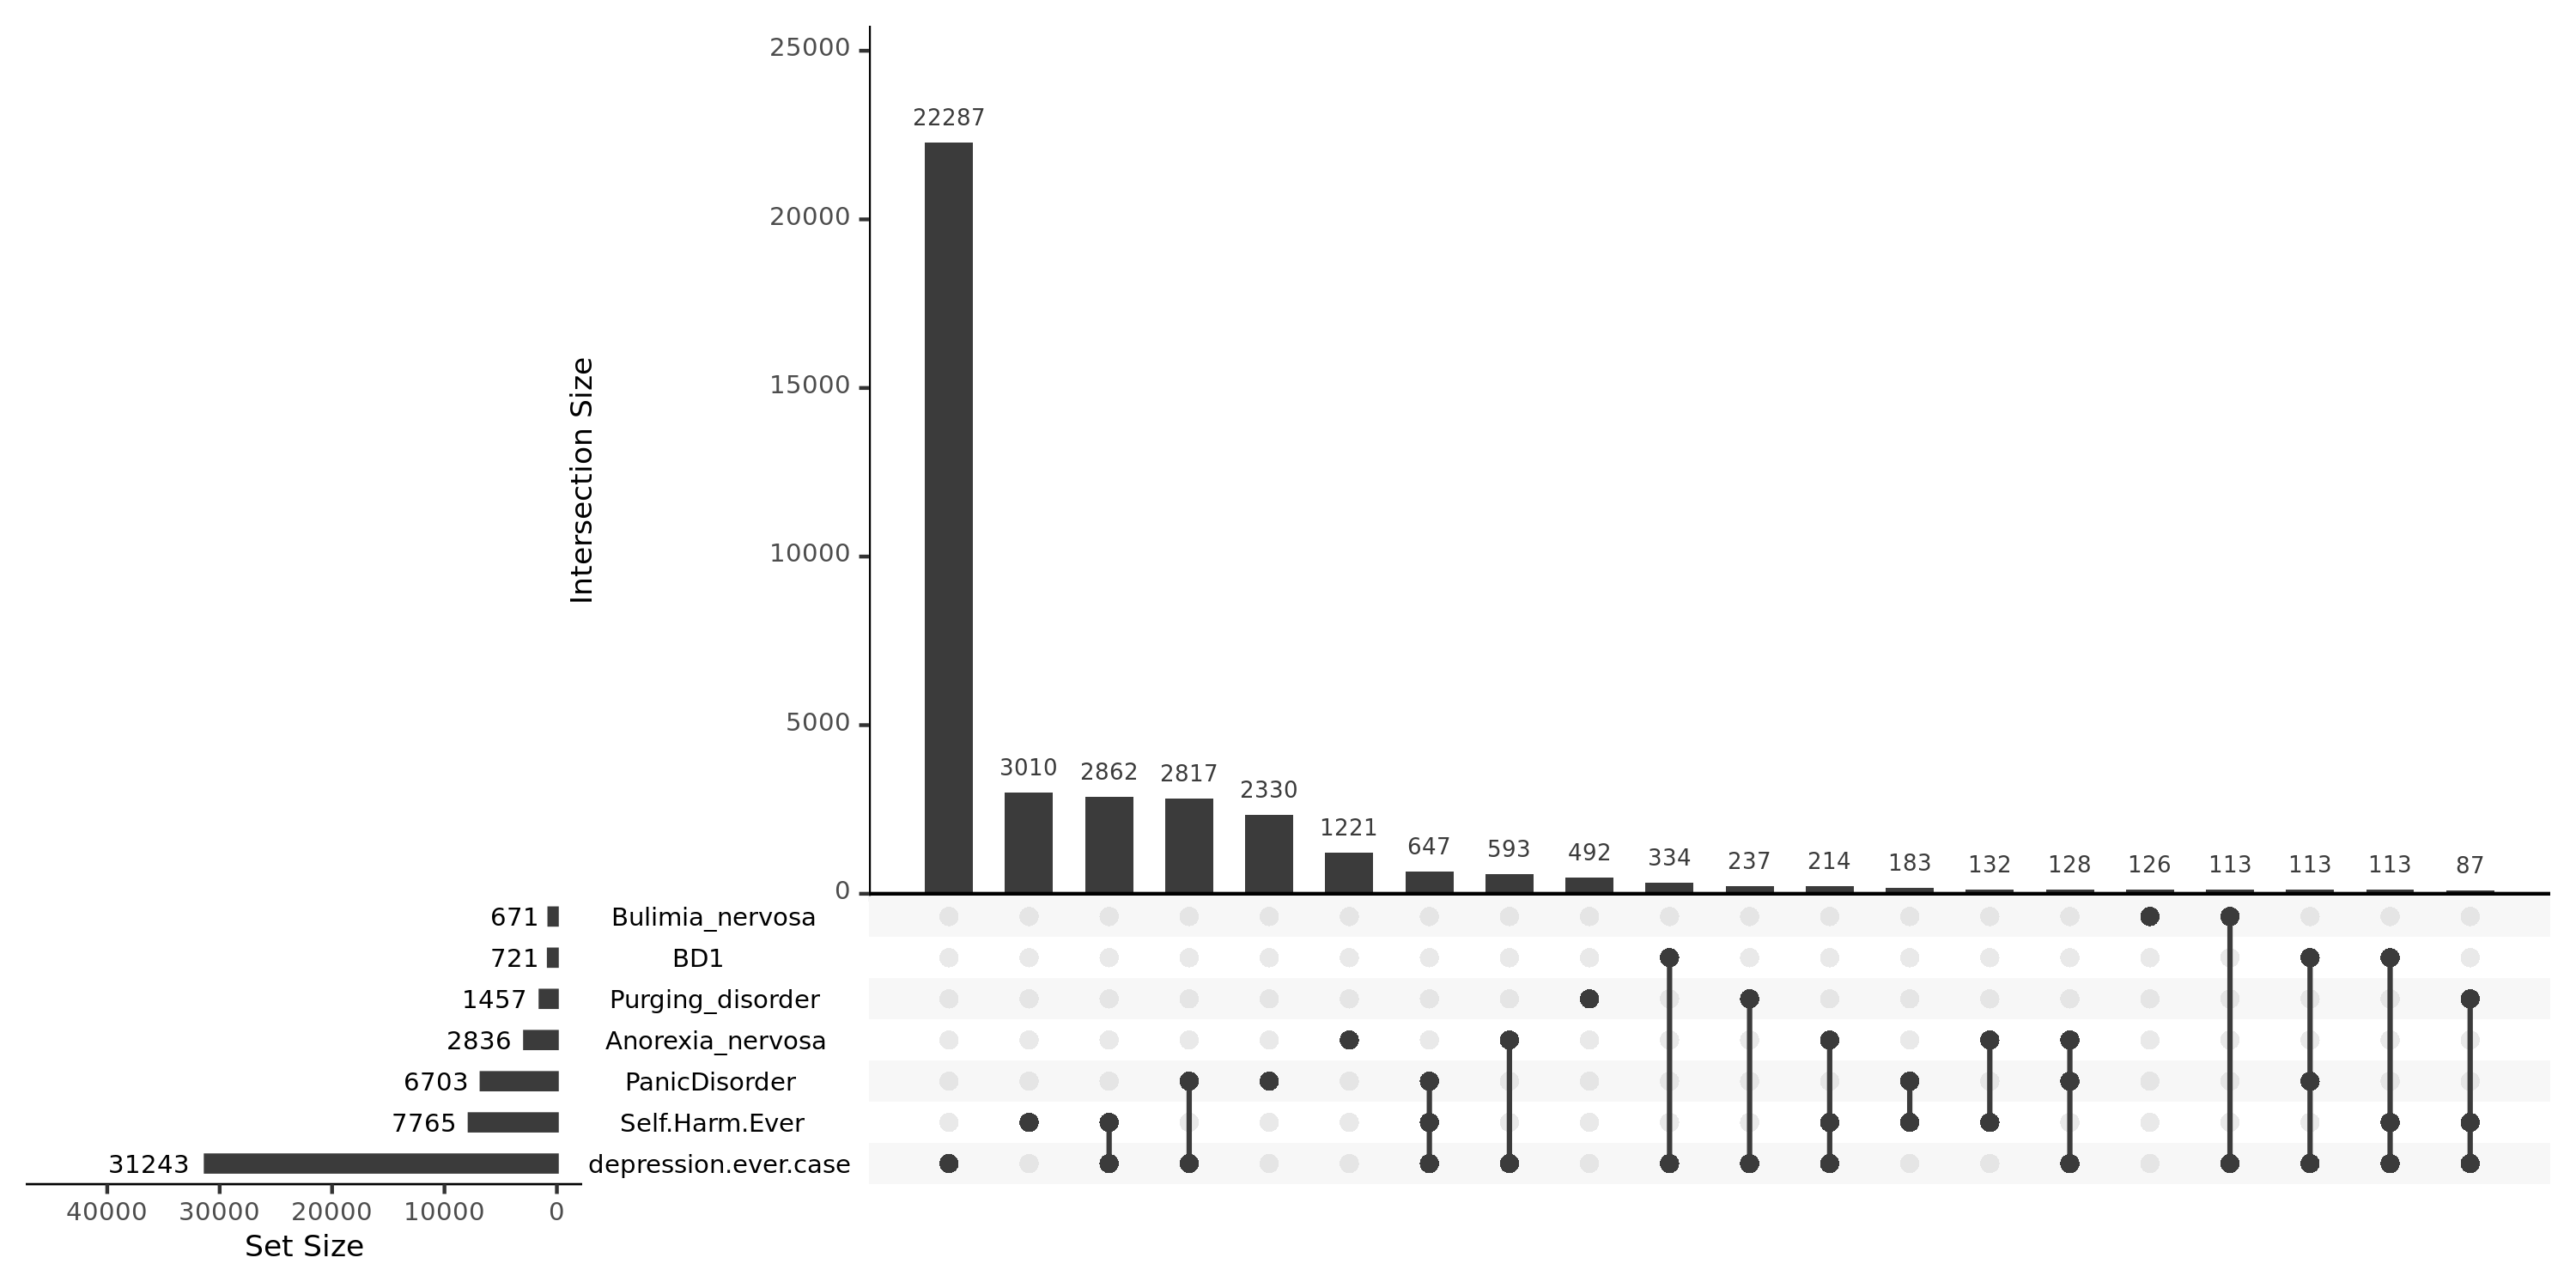 25000
22287
20000
15000
Intersection Size
10000
5000
3010 2862 2817 2330 1221 647 593 492 334 237 214 183 132 128 126 113 113 113 87
0
671 Bulimia_nervosa
721 BD1
1457 Purging_disorder
2836 Anorexia_nervosa
6703 PanicDisorder
7765 Self.Harm.Ever
31243 depression.ever.case
40000 30000 20000 10000 0
Set Size